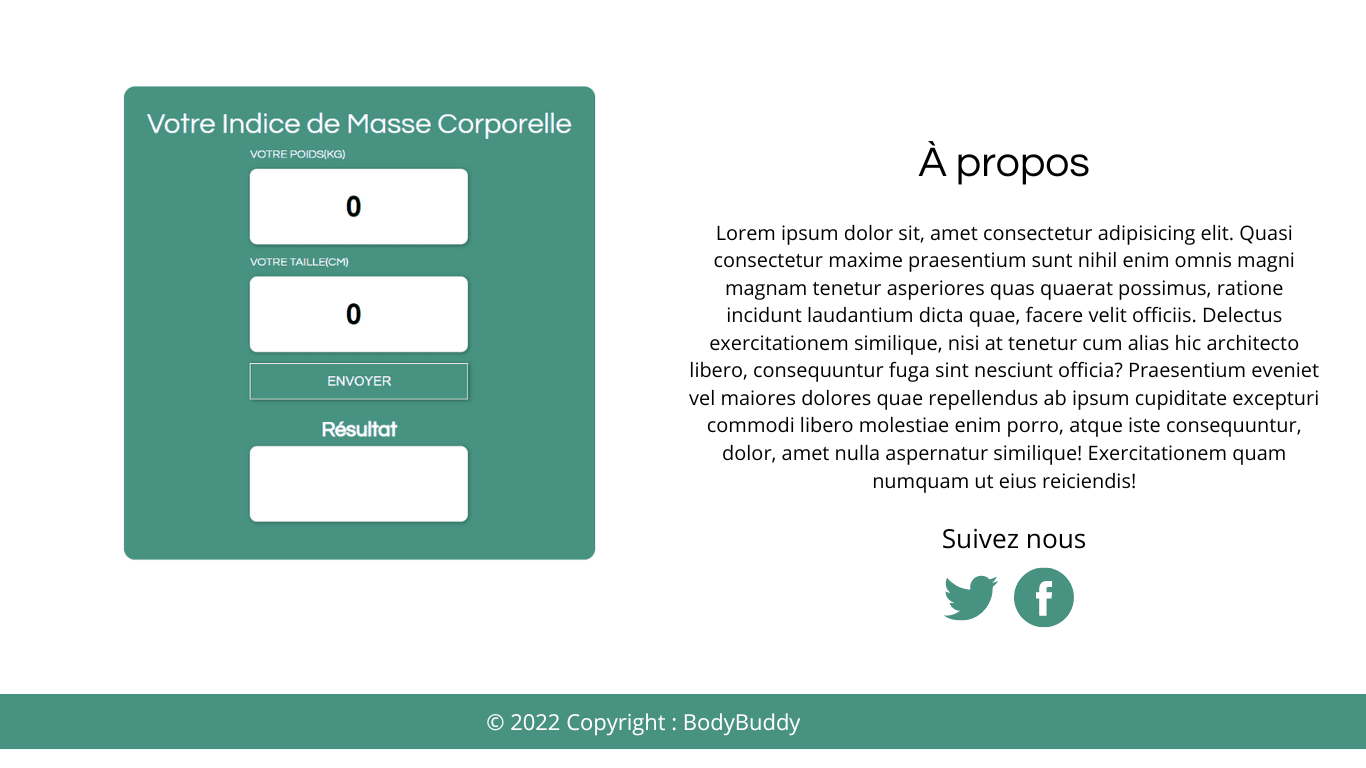 Votre Indice de Masse Corporelle
VOTRE POIDS(KG)
0
VOTRE TAILLE(CM)
0
ENVOYER
Résultat
À propos
Lorem ipsum dolor sit, amet consectetur adipisicing elit. Quasi
consectetur maxime praesentium sunt nihil enim omnis magni
magnam tenetur asperiores quas quaerat possimus, ratione
incidunt laudantium dicta quae, facere velit officiis. Delectus
exercitationem similique, nisi at tenetur cum alias hic architecto
libero, consequuntur fuga sint nesciunt officia? Praesentium eveniet
vel maiores dolores quae repellendus ab ipsum cupiditate excepturi
commodi libero molestiae enim porro, atque iste consequuntur,
dolor, amet nulla aspernatur similique! Exercitationem quam
numquam ut eius reiciendis!
Suivez nous
© 2022 Copyright : BodyBuddy